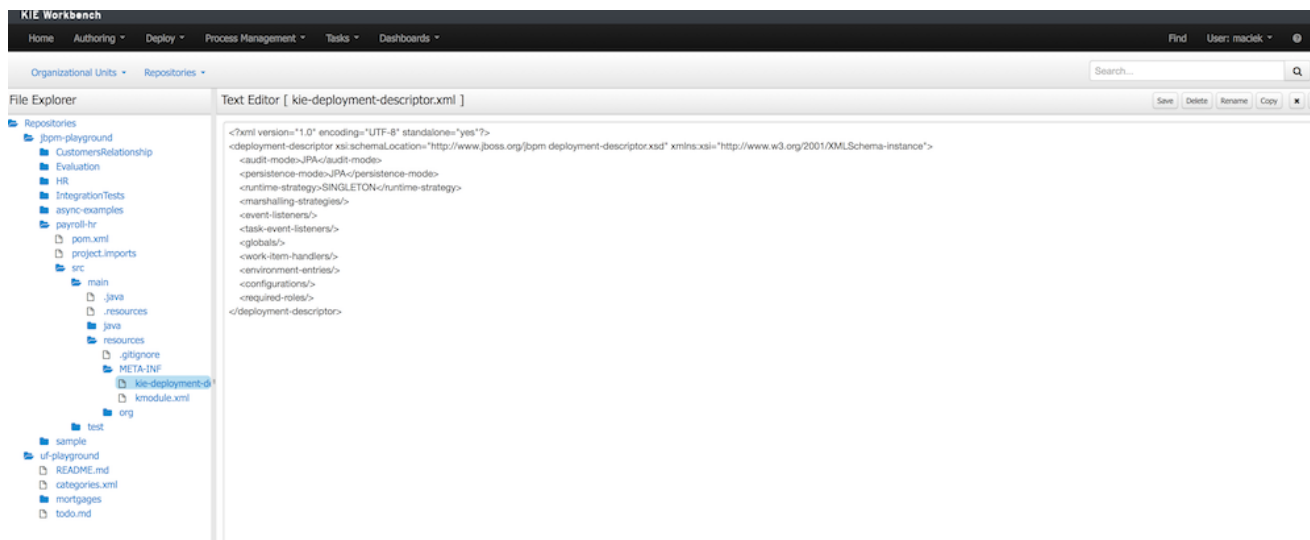 KIE Workbench
Home Authoring Deploy Process Management Tasks Dashboards Find User: maciek
Organizational Units Repositories Search...
File Explorer
Text Editor [ kie-deployment-descriptor.xml ]
Save Delete Rename Copy
Repositories
jbpm-playground
CustomersRelationship
Evaluation
HR
IntegrationTests
async-examples
payroll-hr
pom.xml
project.imports
src
main
.java
.resources
java
resources
.gitignore
META-INF
kie-deployment-d
kmodule.xml
org
test
sample
uf-playground
README.md
categories.xml
mortgages
todo.md
<?xml version="1.0" encoding="UTF-8" standalone="yes"?>
<deployment-descriptor xsi:schemaLocation="http://www.jboss.org/jbpm deployment-descriptor.xsd" xmlns:xsi="http://www.w3.org/2001/XMLSchema-instance">
<audit-mode>JPA</audit-mode>
<persistence-mode>JPA</persistence-mode>
<runtime-strategy>SINGLETON</runtime-strategy>
<marshalling-strategies/>
<event-listeners/>
<task-event-listeners/>
<globals/>
<work-item-handlers/>
<environment-entries/>
<configurations/>
<required-roles/>
</deployment-descriptor>